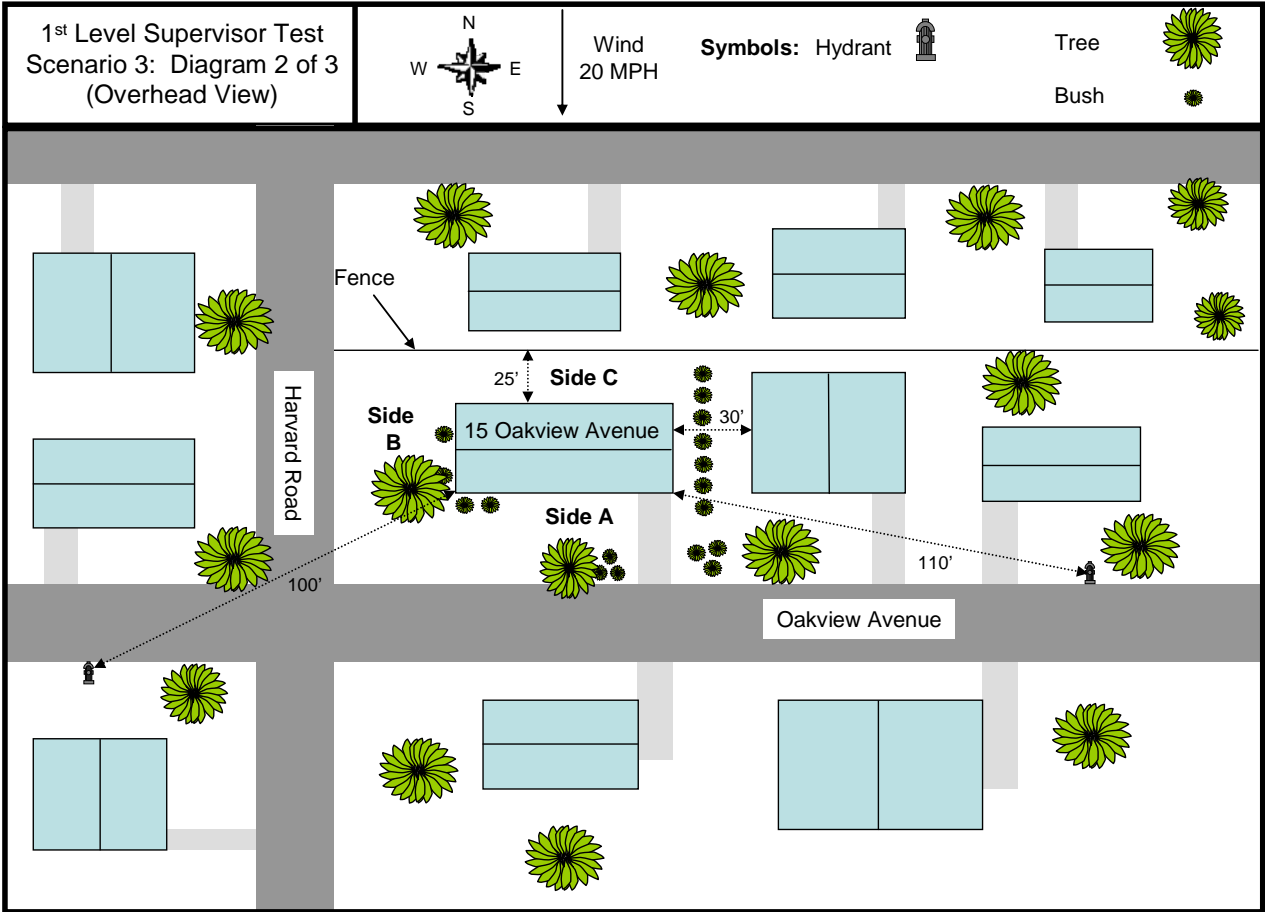 1st Level Supervisor Test
Scenario 3: Diagram 2 of 3
(Overhead View)
N
W E
S
Wind
20 MPH
Symbols: Hydrant
Tree
Bush
Fence
25’
Side C
Side
B
15 Oakview Avenue
30’
Harvard Road
Side A
100’
110’
Oakview Avenue